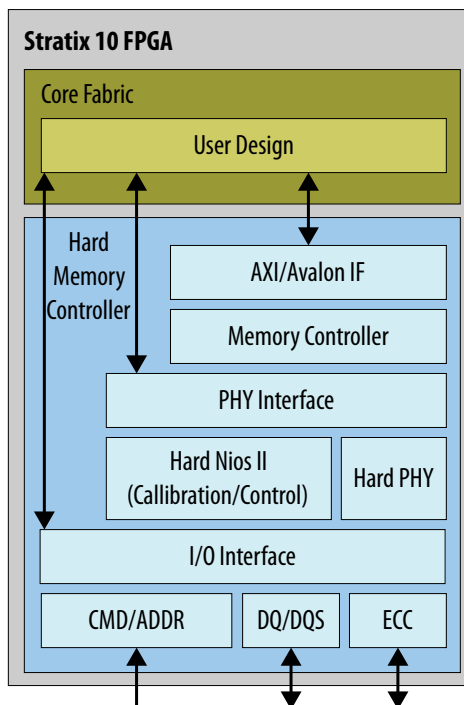 Stratix 10 FPGA
Core Fabric
User Design
Hard
Memory
Controller
AXI/Avalon IF
Memory Controller
PHY Interface
Hard Nios II
(Callibration/Control)
Hard PHY
I/O Interface
CMD/ADDR
DQ/DQS
ECC